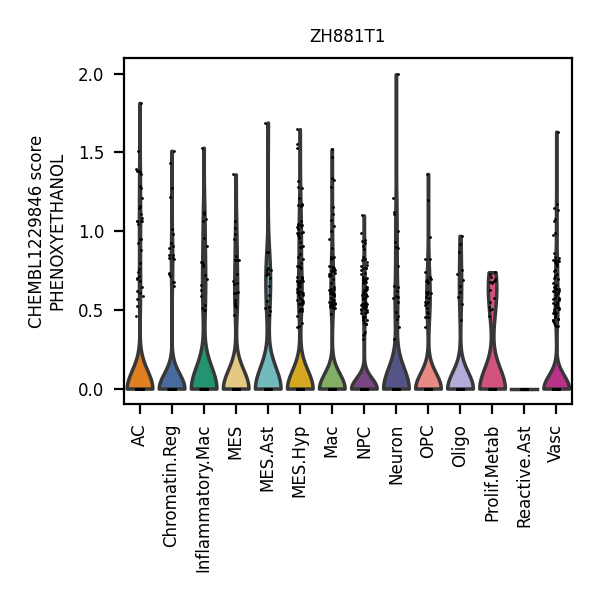 ZH881T1
CHEMBL1229846 score
PHENOXYETHANOL
2.0
1.5
1.0
0.5
0.0
AC
Chromatin.Reg
Inflammatory.Mac
MES
MES.Ast
MES.Hyp
Mac
NPC
Neuron
OPC
Oligo
Prolif.Metab
Reactive.Ast
Vasc